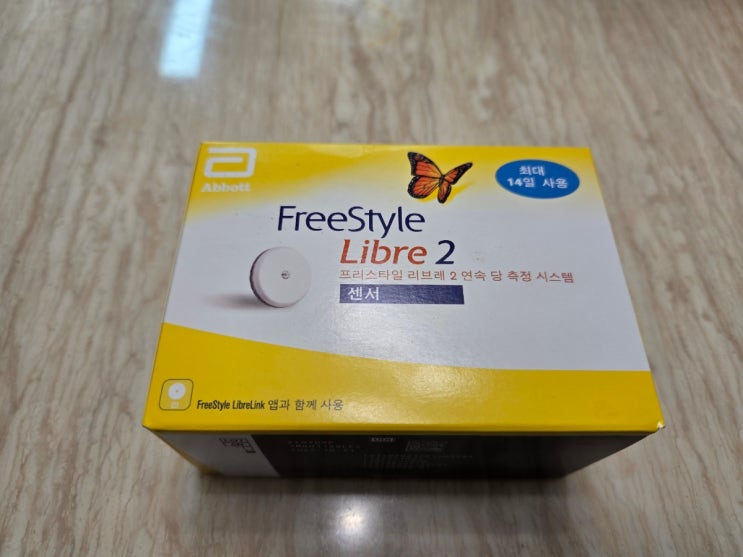 Abbott
최대
14일 사용
FreeStyle
Libre 2
프리스타일 리브레 2 연속 당 측정 시스템
센서
FreeStyle LibreLink 앱과 함께 사용